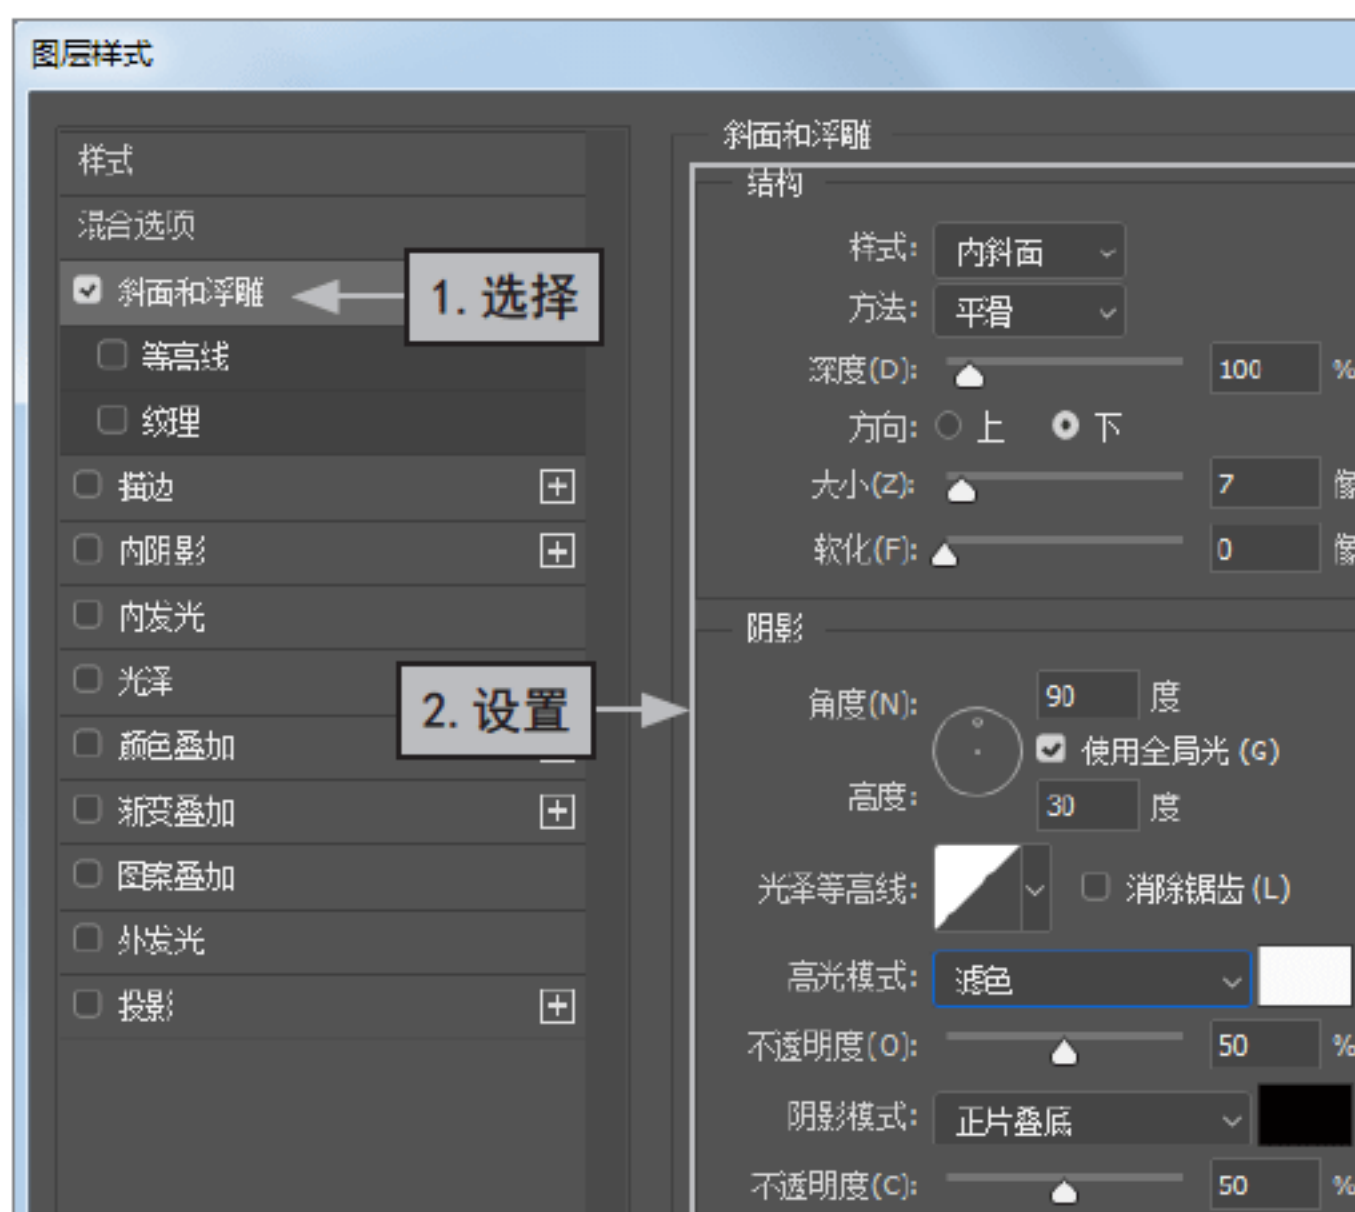 图层样式
样式
混合选项
斜面和浮雕
1. 选择
等高线
纹理
描边
内阴影
内发光
光泽
2. 设置
颜色叠加
渐变叠加
图案叠加
外发光
投影
斜面和浮雕
结构
样式: 内斜面
方法: 平滑
深度(D): 100 %
方向: 上 下
大小(Z): 7 像
软化(F): 0 像
阴影
角度(N): 90 度
使用全局光 (G)
高度: 30 度
光泽等高线: 消除锯齿 (L)
高光模式: 滤色
不透明度(O): 50 %
阴影模式: 正片叠底
不透明度(C): 50 %